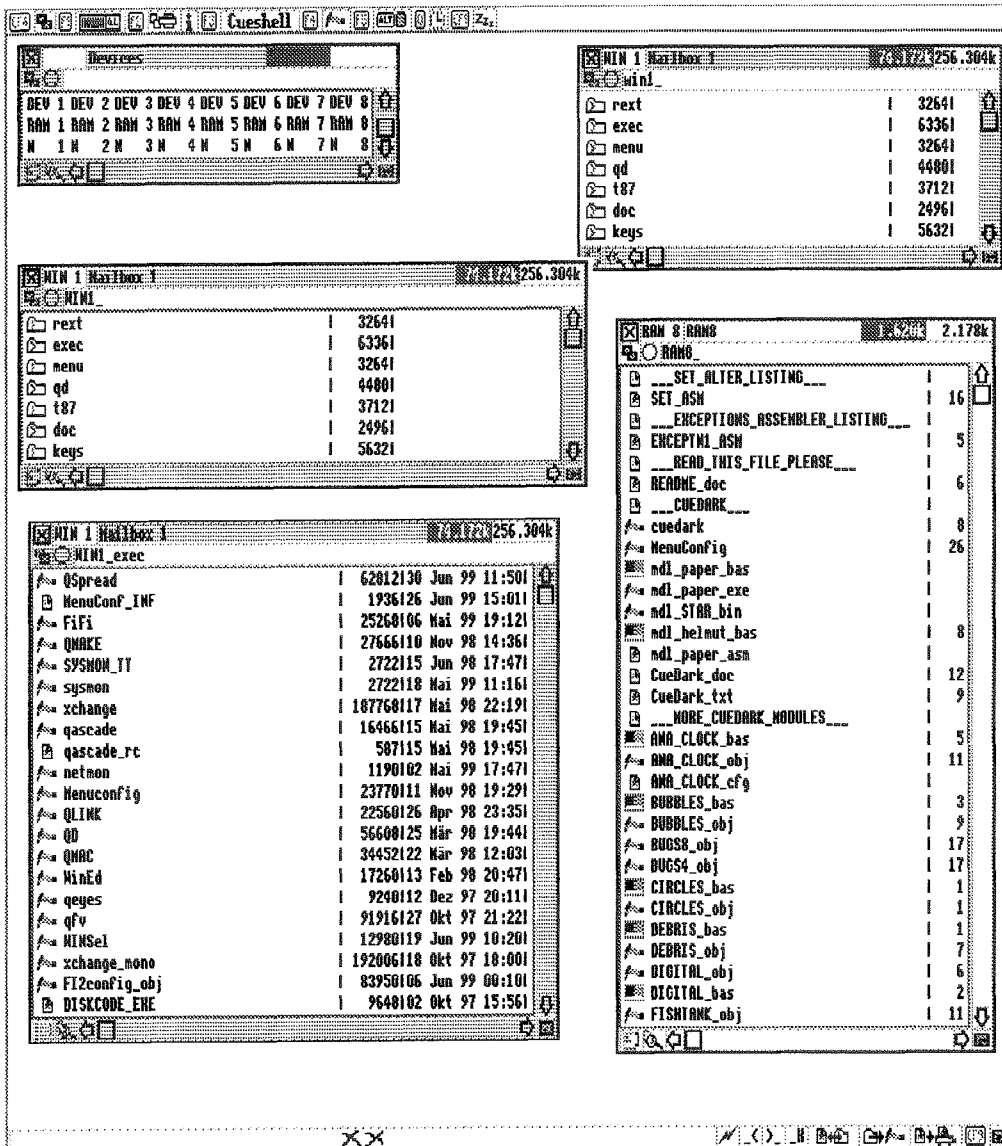 Cueshell
Devices
DEV 1 DEV 2 DEV 3 DEV 4 DEV 5 DEV 6 DEV 7 DEV 8
RAM 1 RAM 2 RAM 3 RAM 4 RAM 5 RAM 6 RAM 7 RAM 8
N 1 N 2 N 3 N 4 N 5 N 6 N 7 N 8
WIN 1 Mailbox 1 256.304k
win1_
rext | 3264|
exec | 6336|
menu | 3264|
qd | 4480|
t87 | 3712|
doc | 2496|
keys | 5632|
WIN 1 Mailbox 1 256.304k
WIN1_
rext | 3264|
exec | 6336|
menu | 3264|
qd | 4480|
t87 | 3712|
doc | 2496|
keys | 5632|
WIN 1 Mailbox 1 256.304k
WIN1_exec
QSpread | 62812|30 Jun 99 11:50|
MenuConf_INF | 1936|26 Jun 99 15:01|
FiFi | 25268|06 Mai 99 19:12|
QMAKE | 27666|10 Nov 98 14:36|
SYSMON_TT | 2722|15 Jun 98 17:47|
sysmon | 2722|18 Mai 99 11:16|
xchange | 187768|17 Mai 98 22:19|
qascade | 16466|15 Mai 98 19:45|
qascade_rc | 587|15 Mai 98 19:45|
netmon | 1190|02 Mai 99 17:47|
Menuconfig | 23770|11 Nov 98 19:29|
QLINK | 22560|26 Apr 98 23:35|
QD | 56608|25 Mär 98 19:44|
QMAC | 34452|22 Mär 98 12:03|
WinEd | 17260|13 Feb 98 20:47|
qeyes | 9240|12 Dez 97 20:11|
qfv | 91916|27 Okt 97 21:22|
WINSel | 12980|19 Jun 99 10:20|
xchange_mono | 192006|18 Okt 97 18:00|
FI2config_obj | 83950|06 Jun 99 00:10|
DISKCODE_EXE | 9648|02 Okt 97 15:56|
RAM 8 RAM8 2.178k
RAM8_
___SET_ALTER_LISTING___ |
SET_ASM | 16
___EXCEPTIONS_ASSEMBLER_LISTING___ |
EXCEPTN1_ASM | 5
___READ_THIS_FILE_PLEASE___ |
README_doc | 6
___CUEDARK___ |
cuedark | 8
MenuConfig | 26
mdl_paper_bas |
mdl_paper_exe |
mdl_STAR_bin |
mdl_helmut_bas | 8
mdl_paper_asm |
CueDark_doc | 12
CueDark_txt | 9
___MORE_CUEDARK_MODULES___ |
ANA_CLOCK_bas | 5
ANA_CLOCK_obj | 11
ANA_CLOCK_cfg |
BUBBLES_bas | 3
BUBBLES_obj | 9
BUGS8_obj | 17
BUGS4_obj | 17
CIRCLES_bas | 1
CIRCLES_obj | 1
DEBRIS_bas | 1
DEBRIS_obj | 7
DIGITAL_obj | 6
DIGITAL_bas | 2
FISHTANK_obj | 11